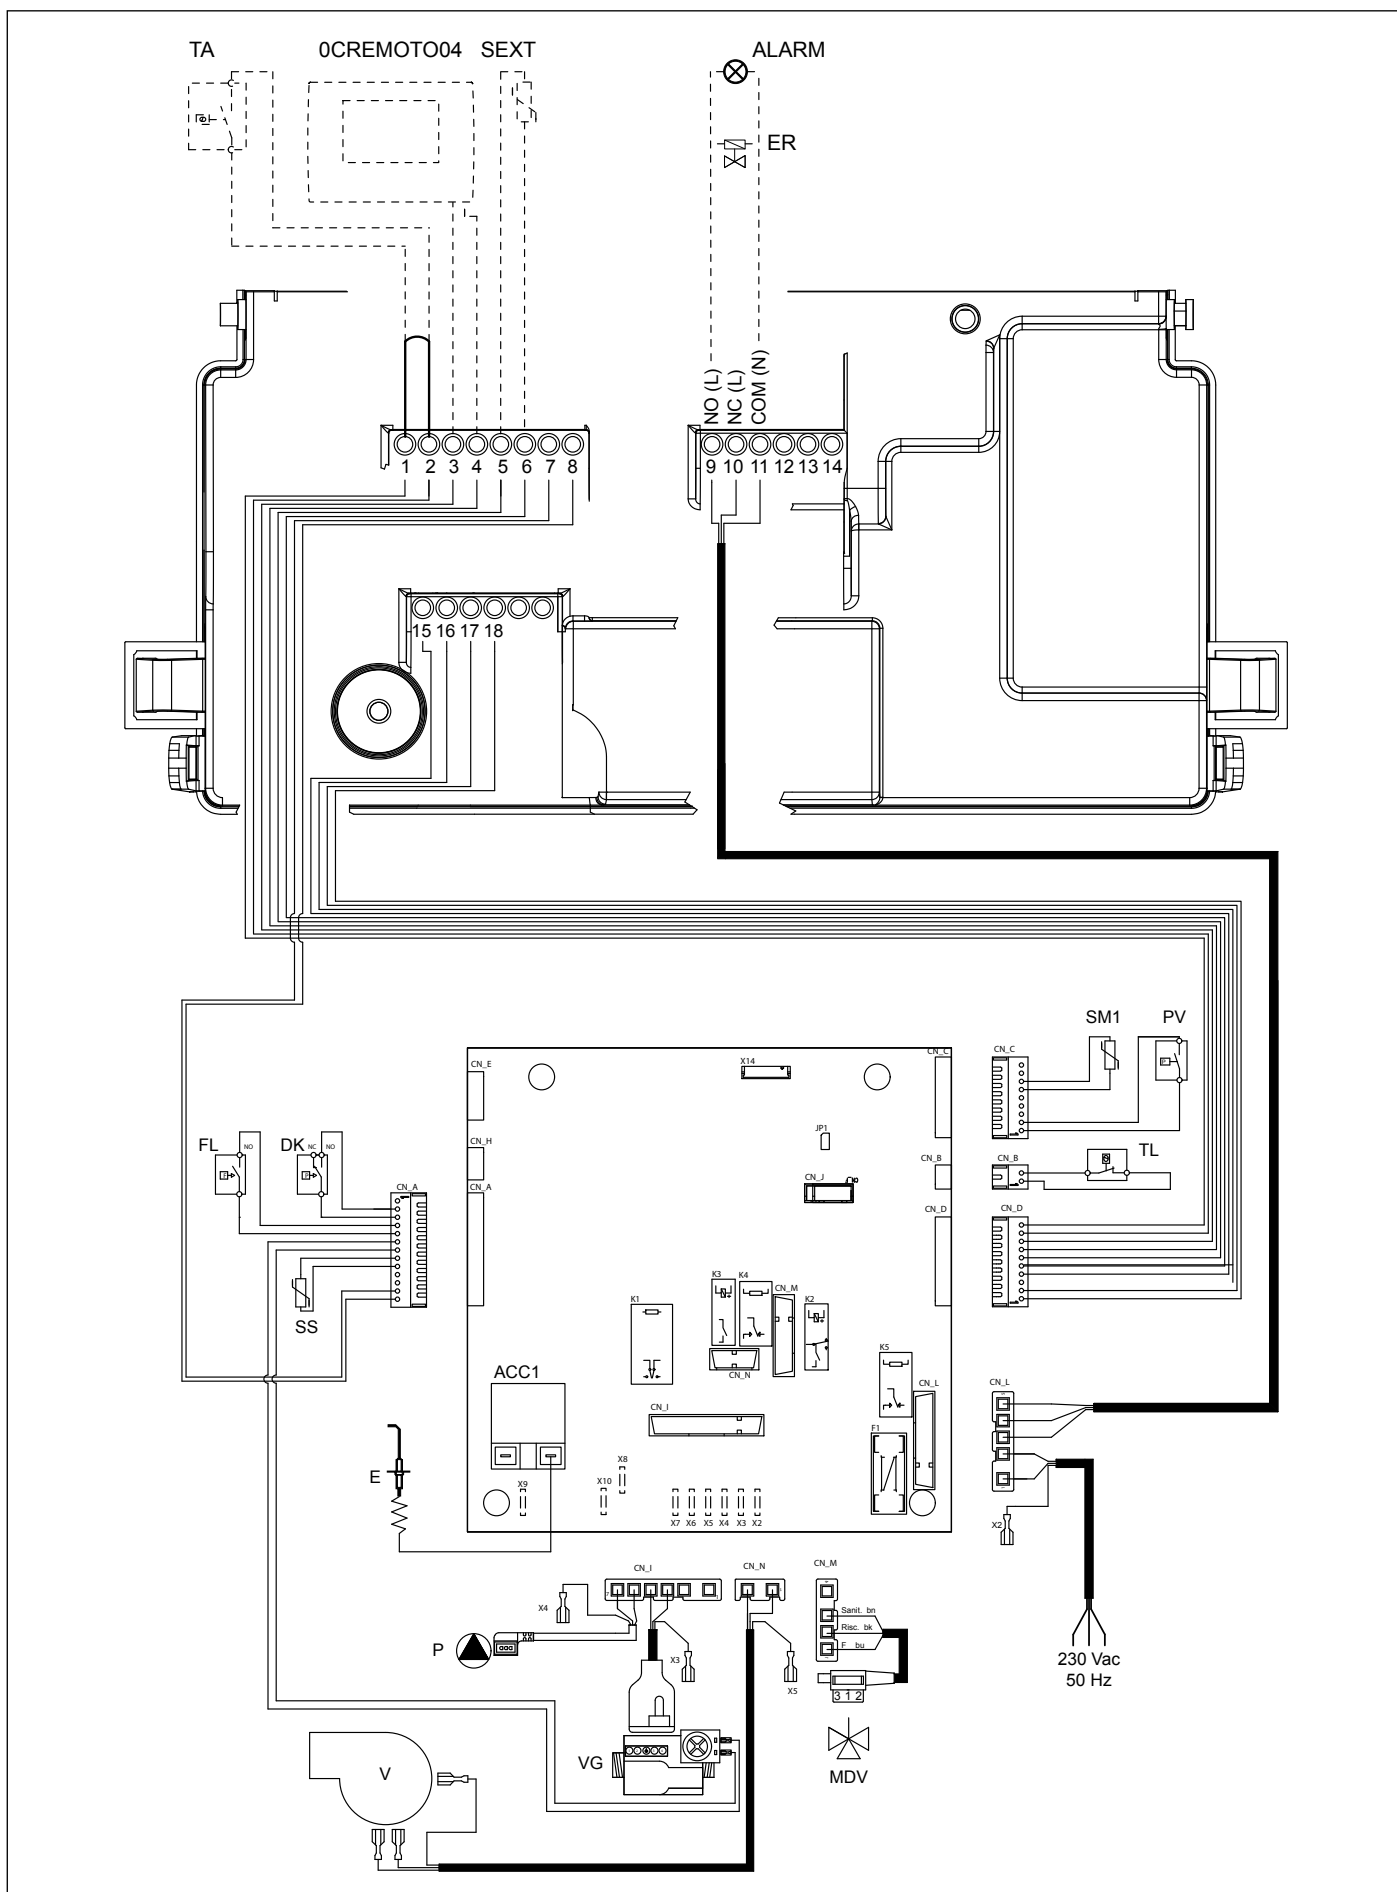 TA 0CREMOTO04 SEXT ALARM
ER
NO (L)
NC (L)
COM (N)
1 2 3 4 5 6 7 8
9 10 11 12 13 14
15 16 17 18
SM1 PV
CN_E
X14
CN_C
CN_C
P
FL NO DK NC NO
CN_H
JP1
CN_B
CN_B
TL
P
P
CN_A
CN_A
CN_J
CN_D
CN_D
SS
K3
K4
CN_M
K2
K1
CN_N
K5
ACC1
CN_L
CN_L
CN_I
F1
E
X8
X9
X10
X7 X6 X5 X4 X3 X2
X2
CN_I
CN_N
CN_M
X4
Sanit. bn
Risc. bk
F bu
P
X3
X5
3 1 2
230 Vac
50 Hz
VG
V
MDV